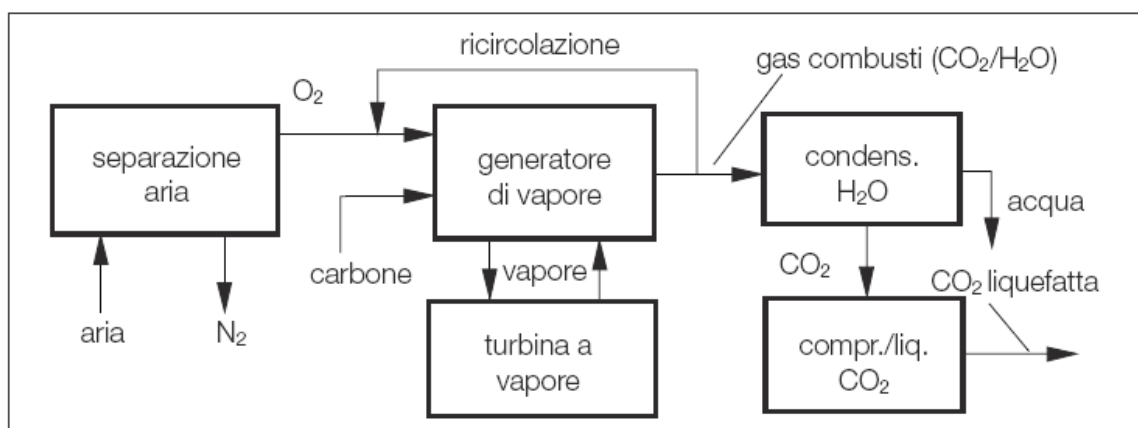 ricircolazione
gas combusti (CO₂/H₂O)
O₂
separazione
aria
generatore
di vapore
condens.
H₂O
acqua
carbone
vapore
CO₂
CO₂ liquefatta
aria
N₂
turbina a
vapore
compr./liq.
CO₂